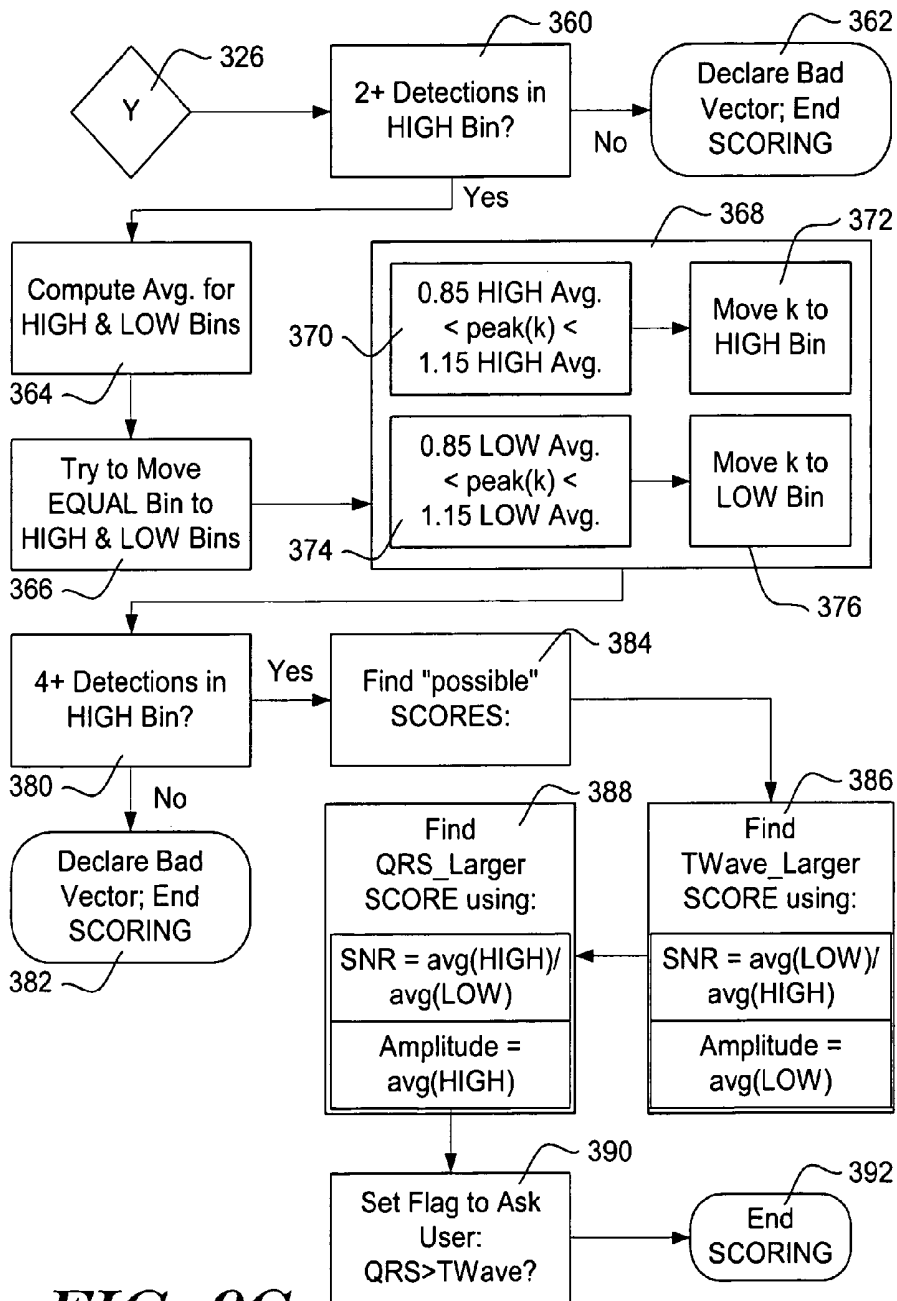 326
Y
360
2+ Detections in
HIGH Bin?
No
362
Declare Bad
Vector; End
SCORING
Yes
364
Compute Avg. for
HIGH & LOW Bins
366
Try to Move
EQUAL Bin to
HIGH & LOW Bins
368
370
0.85 HIGH Avg.
< peak(k) <
1.15 HIGH Avg.
372
Move k to
HIGH Bin
374
0.85 LOW Avg.
< peak(k) <
1.15 LOW Avg.
Move k to
LOW Bin
376
4+ Detections in
HIGH Bin?
380
Yes
No
Declare Bad
Vector; End
SCORING
382
384
Find "possible"
SCORES:
386
Find
TWave_Larger
SCORE using:
SNR = avg(LOW)/
avg(HIGH)
Amplitude =
avg(LOW)
388
Find
QRS_Larger
SCORE using:
SNR = avg(HIGH)/
avg(LOW)
Amplitude =
avg(HIGH)
390
Set Flag to Ask
User:
QRS>TWave?
392
End
SCORING
FIG. 9C